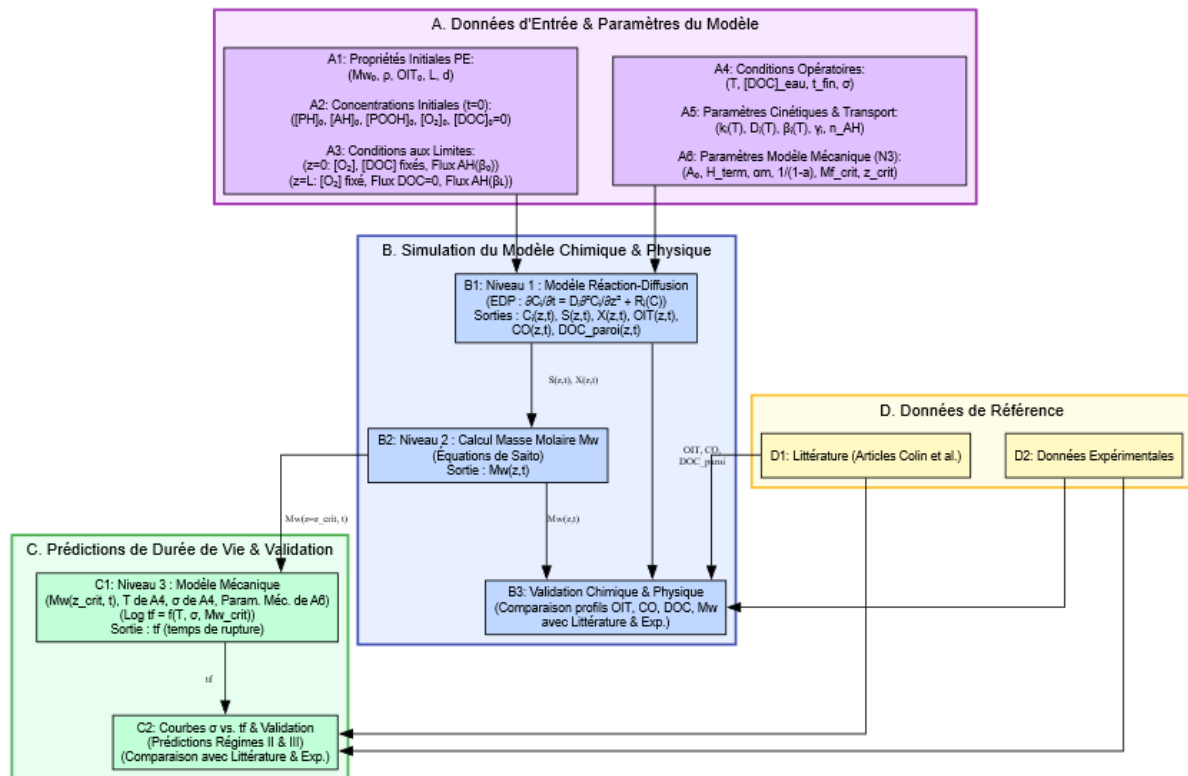 A. Données d'Entrée & Paramètres du Modèle
A1: Propriétés Initiales PE:
(Mw₀, ρ, OIT₀, L, d)
A2: Concentrations Initiales (t=0):
([PH]₀, [AH]₀, [POOH]₀, [O₂]₀, [DOC]₀=0)
A3: Conditions aux Limites:
(z=0: [O₂], [DOC] fixés, Flux AH(β₀))
(z=L: [O₂] fixé, Flux DOC=0, Flux AH(βʟ))
A4: Conditions Opératoires:
(T, [DOC]_eau, t_fin, σ)
A5: Paramètres Cinétiques & Transport:
(kᵢ(T), Dⱼ(T), βⱼ(T), γᵢ, n_AH)
A6: Paramètres Modèle Mécanique (N3):
(A₀, H_term, αm, 1/(1-a), Mf_crit, z_crit)
B. Simulation du Modèle Chimique & Physique
B1: Niveau 1 : Modèle Réaction-Diffusion
(EDP : ∂Cⱼ/∂t = Dⱼ∂²Cⱼ/∂z² + Rⱼ(C))
Sorties : Cⱼ(z,t), S(z,t), X(z,t), OIT(z,t),
CO(z,t), DOC_paroi(z,t)
S(z,t), X(z,t)
B2: Niveau 2 : Calcul Masse Molaire Mw
(Équations de Saito)
Sortie : Mw(z,t)
OIT, CO,
DOC_paroi
Mw(z,t)
Mw(z=z_crit, t)
B3: Validation Chimique & Physique
(Comparaison profils OIT, CO, DOC, Mw
avec Littérature & Exp.)
D. Données de Référence
D1: Littérature (Articles Colin et al.)
D2: Données Expérimentales
C. Prédictions de Durée de Vie & Validation
C1: Niveau 3 : Modèle Mécanique
(Mw(z_crit, t), T de A4, σ de A4, Param. Méc. de A6)
(Log tf = f(T, σ, Mw_crit))
Sortie : tf (temps de rupture)
tf
C2: Courbes σ vs. tf & Validation
(Prédictions Régimes II & III)
(Comparaison avec Littérature & Exp.)